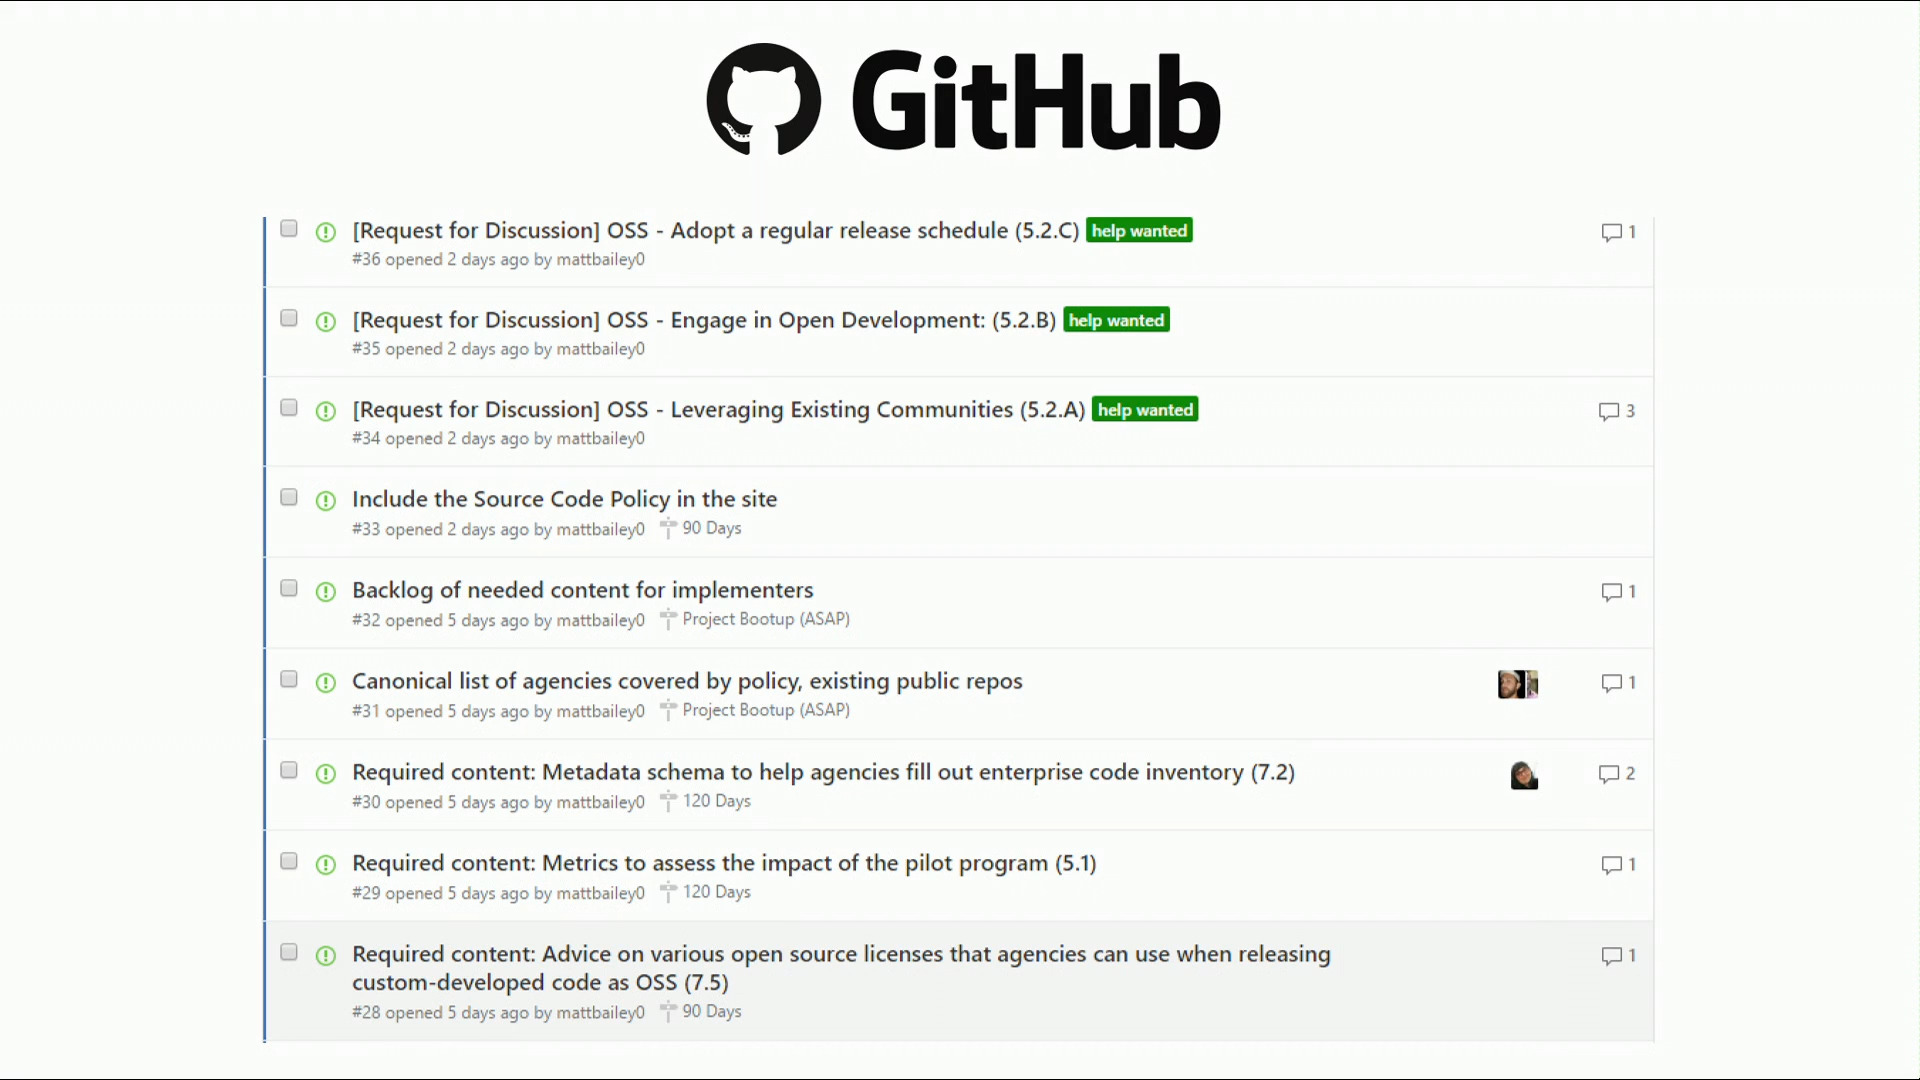 GitHub
[Request for Discussion] OSS - Adopt a regular release schedule (5.2.C) help wanted 1
#36 opened 2 days ago by mattbailey0
[Request for Discussion] OSS - Engage in Open Development: (5.2.B) help wanted
#35 opened 2 days ago by mattbailey0
[Request for Discussion] OSS - Leveraging Existing Communities (5.2.A) help wanted 3
#34 opened 2 days ago by mattbailey0
Include the Source Code Policy in the site
#33 opened 2 days ago by mattbailey0 90 Days
Backlog of needed content for implementers 1
#32 opened 5 days ago by mattbailey0 Project Bootup (ASAP)
Canonical list of agencies covered by policy, existing public repos 1
#31 opened 5 days ago by mattbailey0 Project Bootup (ASAP)
Required content: Metadata schema to help agencies fill out enterprise code inventory (7.2) 2
#30 opened 5 days ago by mattbailey0 120 Days
Required content: Metrics to assess the impact of the pilot program (5.1) 1
#29 opened 5 days ago by mattbailey0 120 Days
Required content: Advice on various open source licenses that agencies can use when releasing 1
custom-developed code as OSS (7.5)
#28 opened 5 days ago by mattbailey0 90 Days